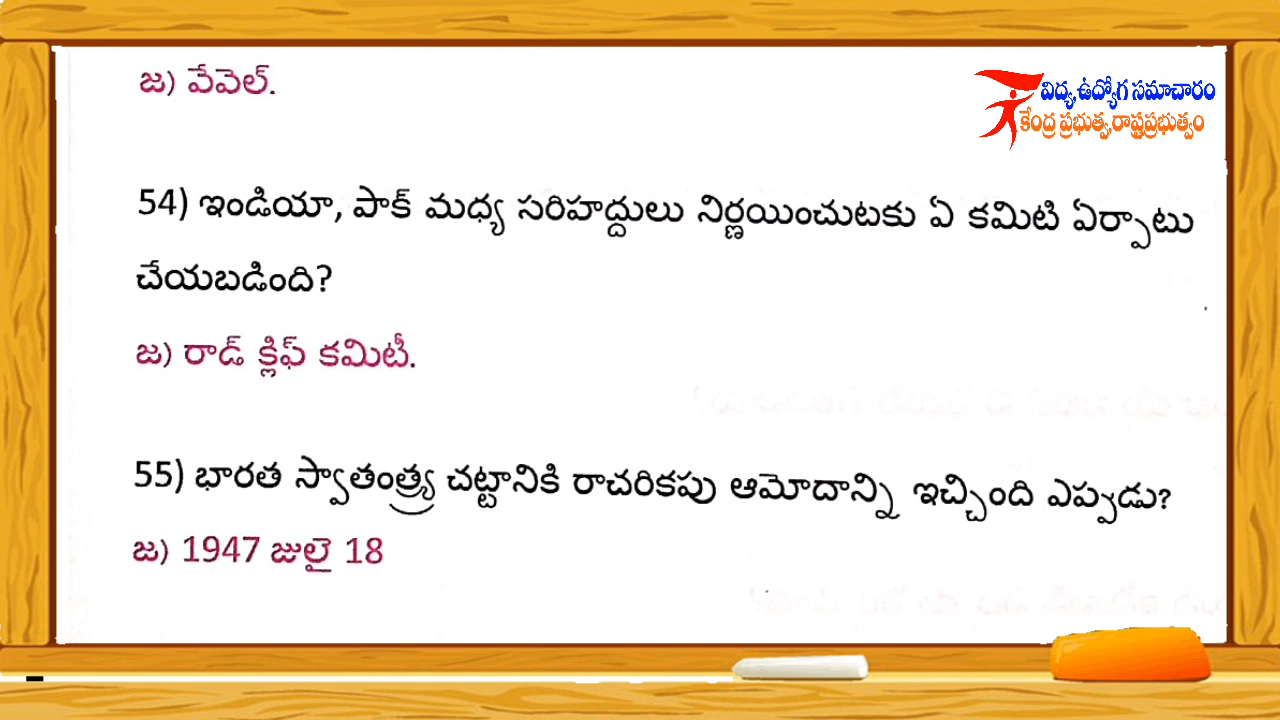 జ) వేవెల్.
విద్య,ఉద్యోగ సమాచారం
కేంద్ర ప్రభుత్వ,రాష్ట్రప్రభుత్వం
54) ఇండియా, పాక్ మధ్య సరిహద్దులు నిర్ణయించుటకు ఏ కమిటి ఏర్పాటు
చేయబడింది?
జ) రాడ్ క్లిఫ్ కమిటీ.
55) భారత స్వాతంత్ర్య చట్టానికి రాచరికపు ఆమోదాన్ని ఇచ్చింది ఎప్పుడు?
జ) 1947 జులై 18